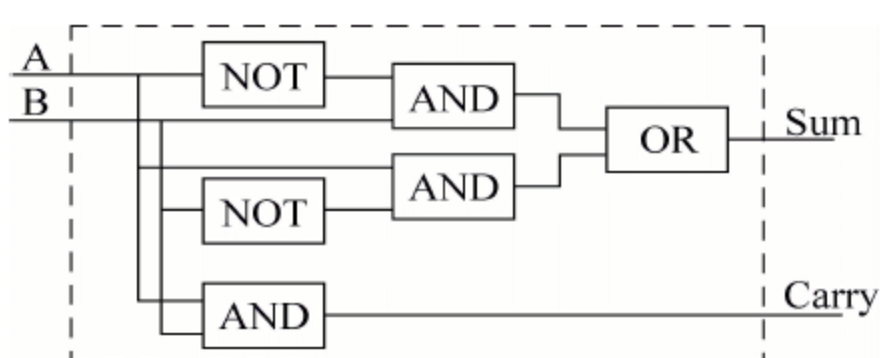 A
NOT
AND
B
OR
Sum
AND
NOT
AND
Carry